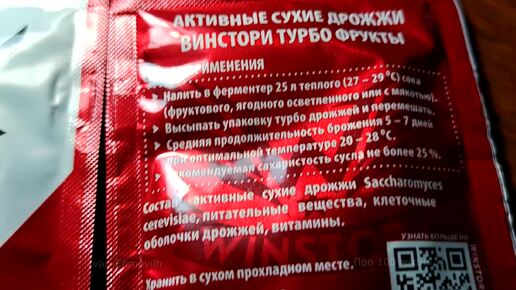 АКТИВНЫЕ СУХИЕ ДРОЖЖИ
ВИНСТОРИ ТУРБО ФРУКТЫ
ПРИМЕНЕНИЯ
Налить в ферментер 25 л теплого (27 – 29 °C) сока
(фруктового, ягодного осветленного или с мякотью).
Высыпать упаковку турбо дрожжей и перемешать.
Средняя продолжительность брожения 5 – 7 дней
при оптимальной температуре 20 – 28°C.
комендуемая сахаристость сусла не более 25 %.
Состав: активные сухие дрожжи Saccharomyces
cerevisiae, питательные вещества, клеточные
оболочки дрожжей, витамины.
УЗНАТЬ БОЛЬШЕ НА
WINSTOR
Хранить в сухом прохладном месте.